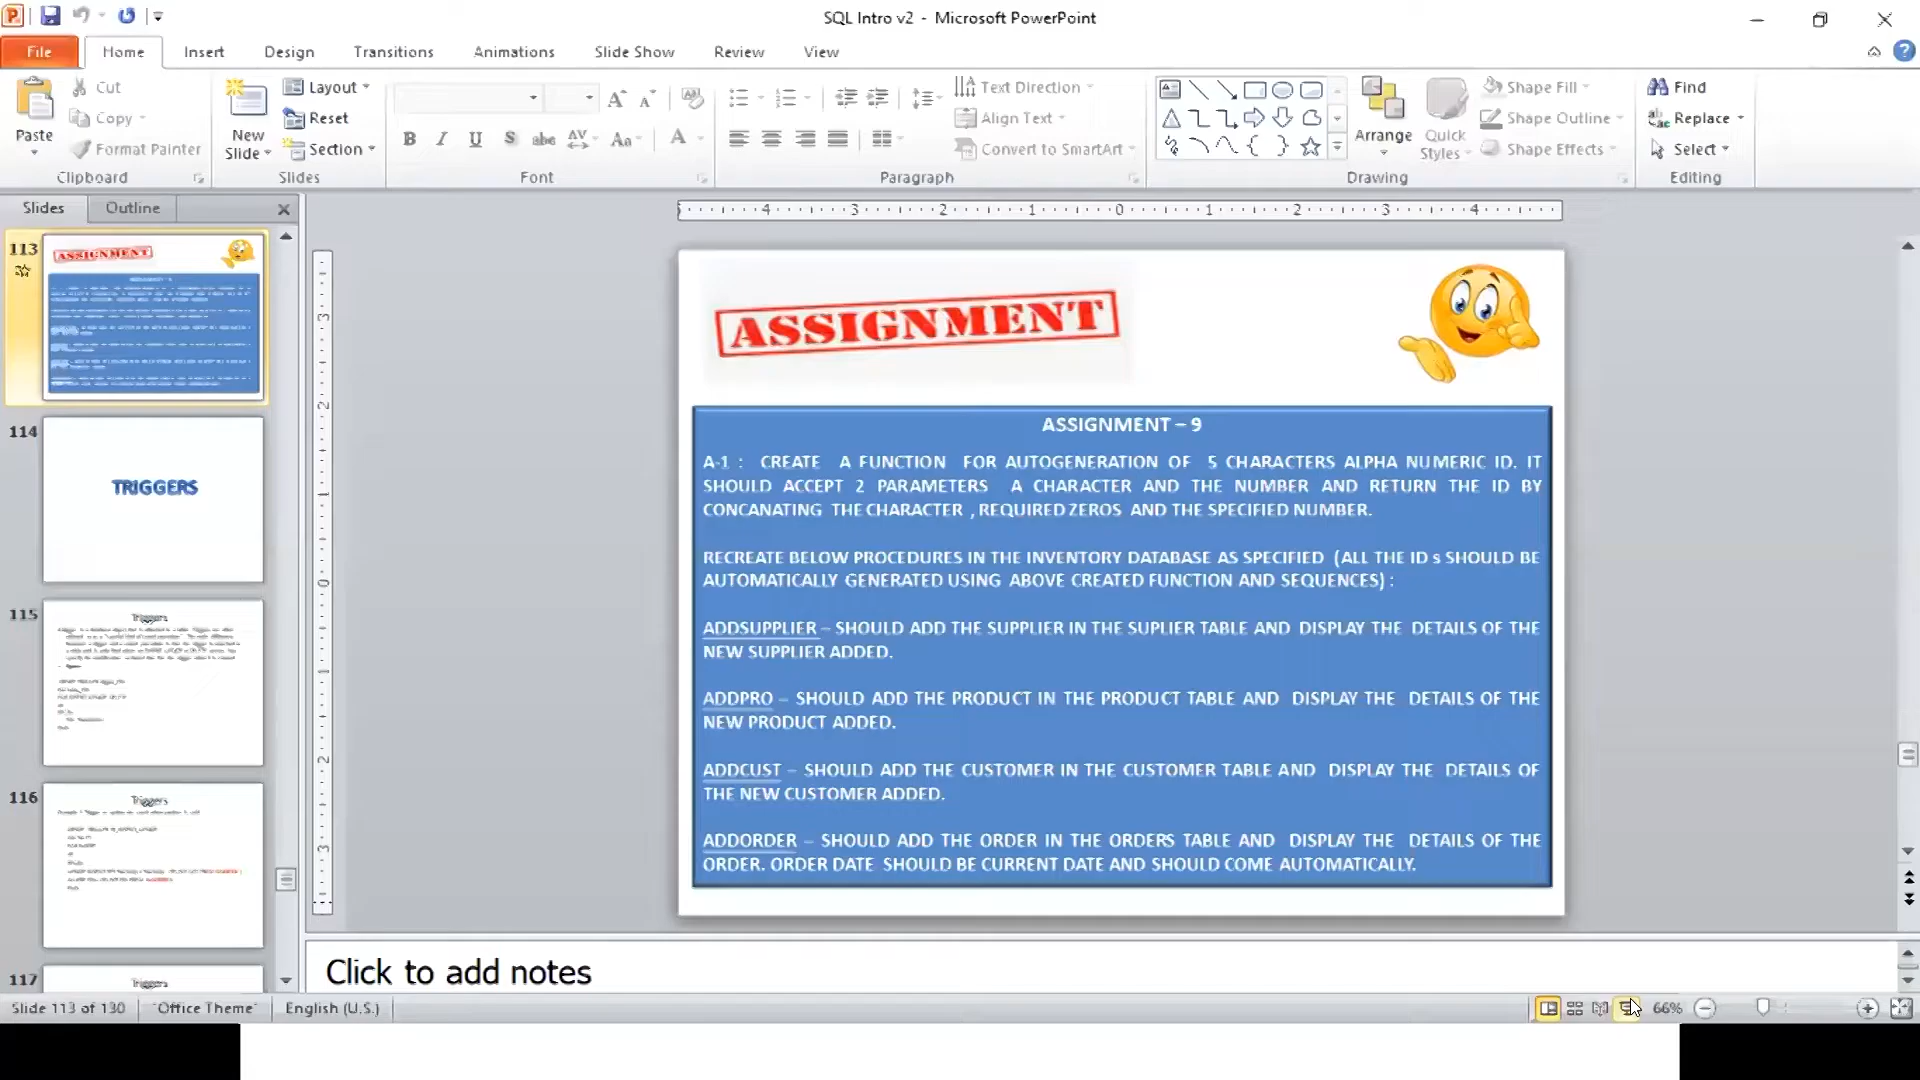 SQL Intro v2 - Microsoft PowerPoint
File Home Insert Design Transitions Animations Slide Show Review View
Paste
Cut
Copy
Format Painter
Clipboard
New Slide
Layout
Reset
Section
Slides
Font
Text Direction
Align Text
Convert to SmartArt
Paragraph
Arrange
Quick Styles
Shape Fill
Shape Outline
Shape Effects
Drawing
Find
Replace
Select
Editing
Slides Outline
113
ASSIGNMENT
114
TRIGGERS
115
Triggers
116
Triggers
117
Triggers
ASSIGNMENT
ASSIGNMENT – 9
A-1 : CREATE A FUNCTION FOR AUTOGENERATION OF 5 CHARACTERS ALPHA NUMERIC ID. IT
SHOULD ACCEPT 2 PARAMETERS A CHARACTER AND THE NUMBER AND RETURN THE ID BY
CONCANATING THE CHARACTER , REQUIRED ZEROS AND THE SPECIFIED NUMBER.
RECREATE BELOW PROCEDURES IN THE INVENTORY DATABASE AS SPECIFIED (ALL THE ID s SHOULD BE
AUTOMATICALLY GENERATED USING ABOVE CREATED FUNCTION AND SEQUENCES) :
ADDSUPPLIER – SHOULD ADD THE SUPPLIER IN THE SUPLIER TABLE AND DISPLAY THE DETAILS OF THE
NEW SUPPLIER ADDED.
ADDPRO – SHOULD ADD THE PRODUCT IN THE PRODUCT TABLE AND DISPLAY THE DETAILS OF THE
NEW PRODUCT ADDED.
ADDCUST – SHOULD ADD THE CUSTOMER IN THE CUSTOMER TABLE AND DISPLAY THE DETAILS OF
THE NEW CUSTOMER ADDED.
ADDORDER – SHOULD ADD THE ORDER IN THE ORDERS TABLE AND DISPLAY THE DETAILS OF THE
ORDER. ORDER DATE SHOULD BE CURRENT DATE AND SHOULD COME AUTOMATICALLY.
Click to add notes
Slide 113 of 130 "Office Theme" English (U.S.) 66%